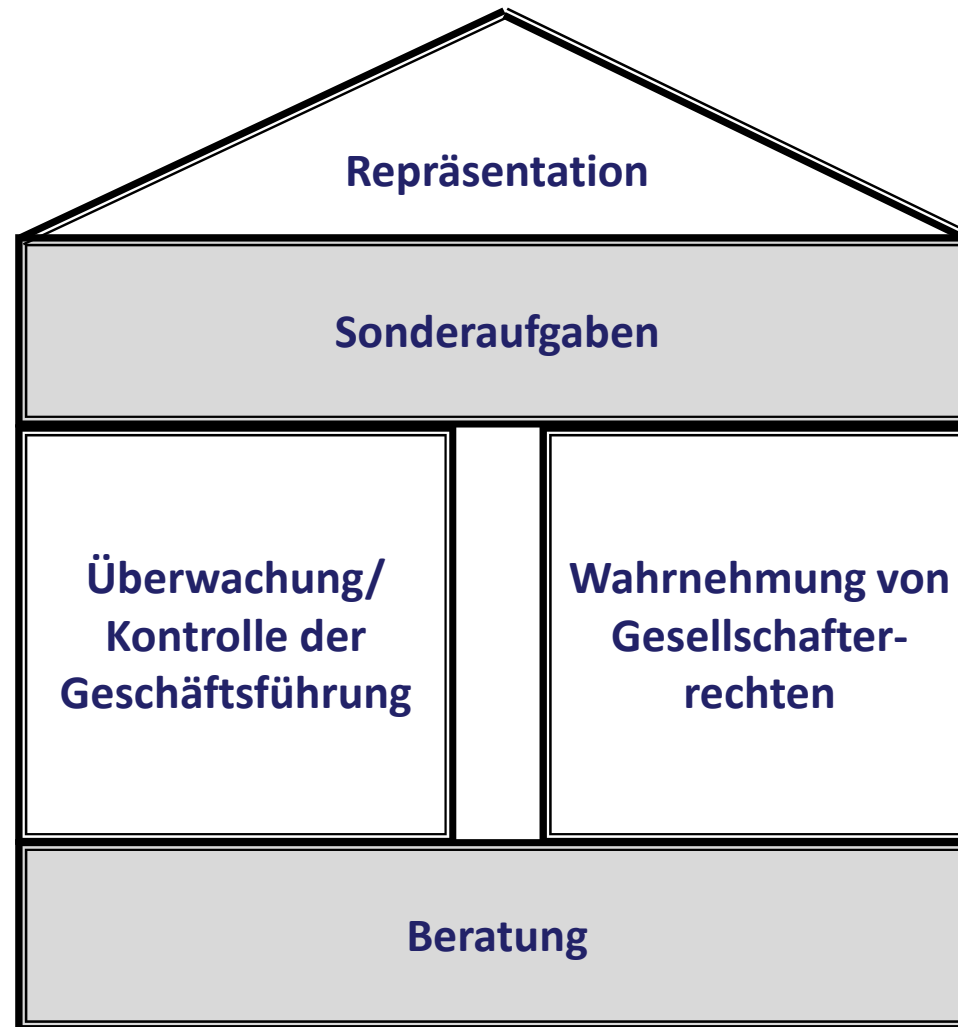 Repräsentation
Sonderaufgaben
Überwachung/
Kontrolle der
Geschäftsführung
Wahrnehmung von
Gesellschafter-
rechten
Beratung